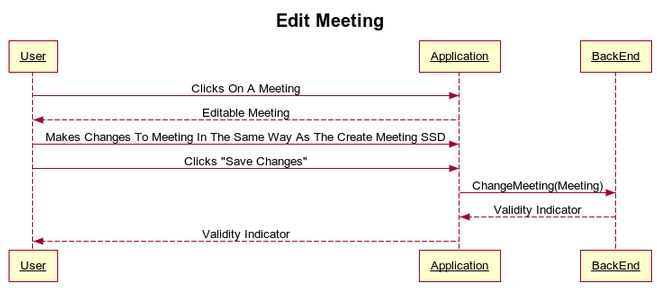 Edit Meeting
User
Application
BackEnd
Clicks On A Meeting
Editable Meeting
Makes Changes To Meeting In The Same Way As The Create Meeting SSD
Clicks "Save Changes"
ChangeMeeting(Meeting)
Validity Indicator
Validity Indicator
User
Application
BackEnd